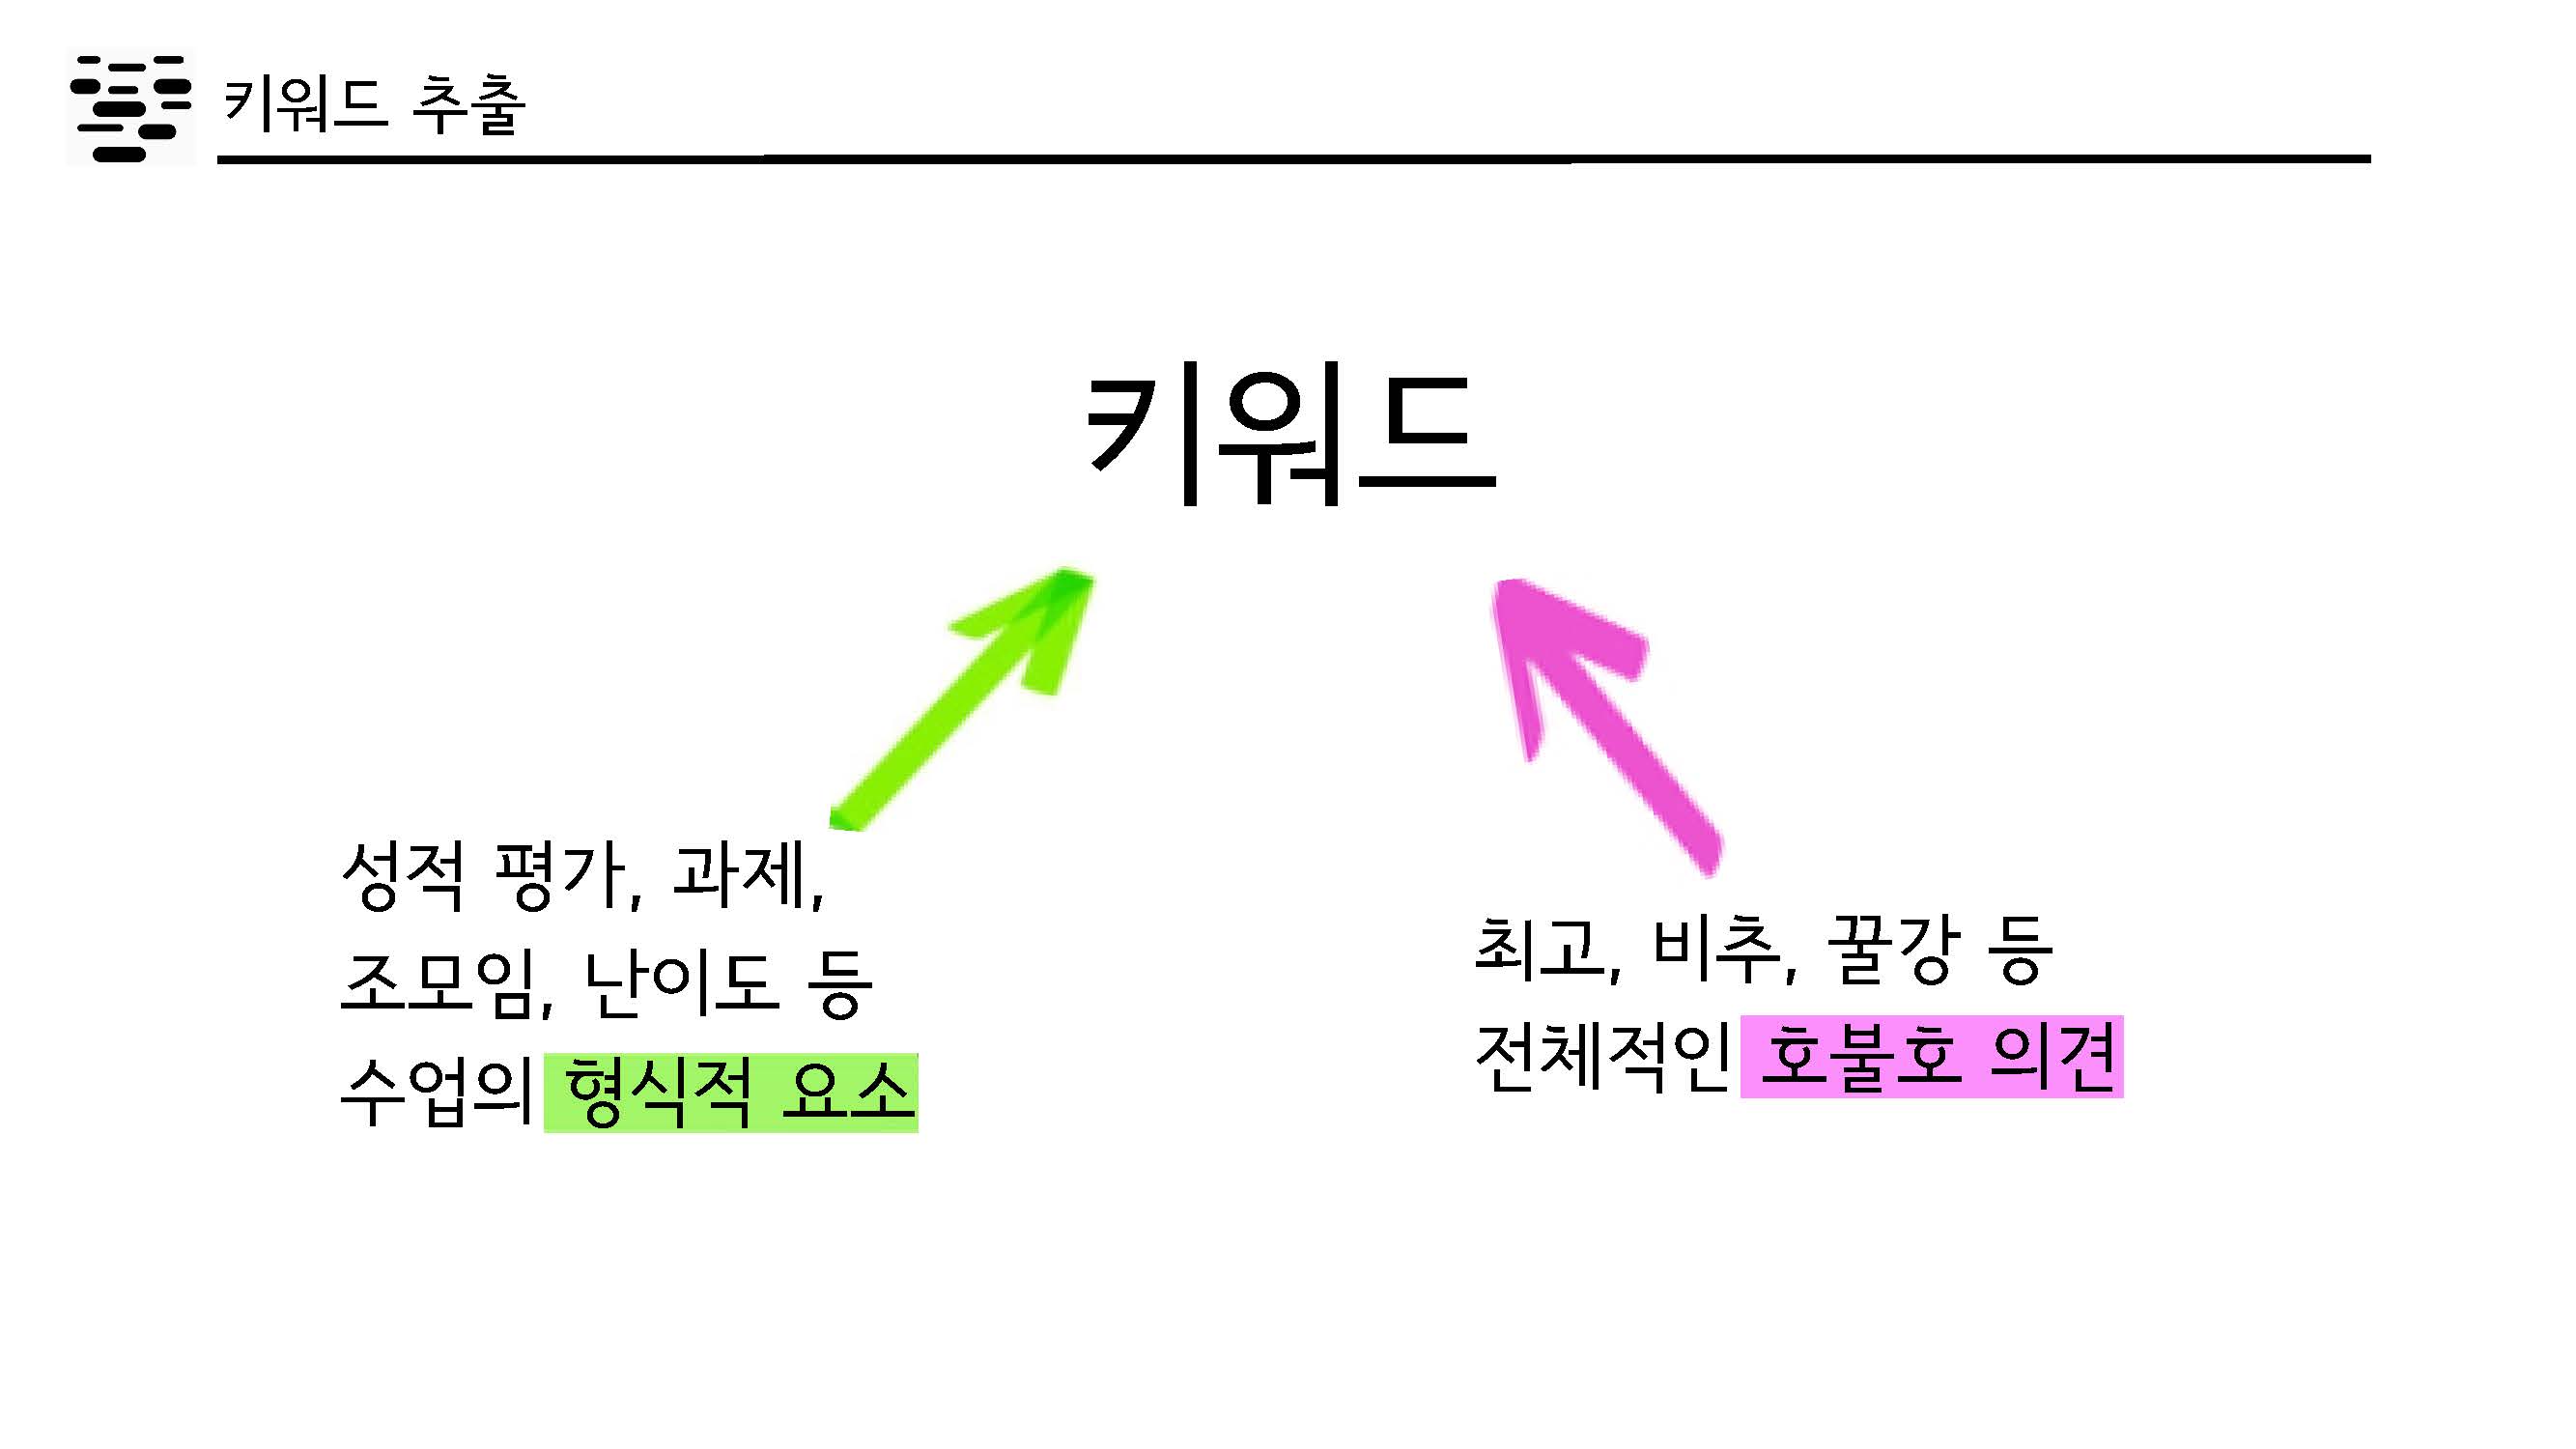 키워드 추출
키워드
성적 평가, 과제,
조모임, 난이도 등
수업의 형식적 요소
최고, 비추, 꿀강 등
전체적인 호불호 의견